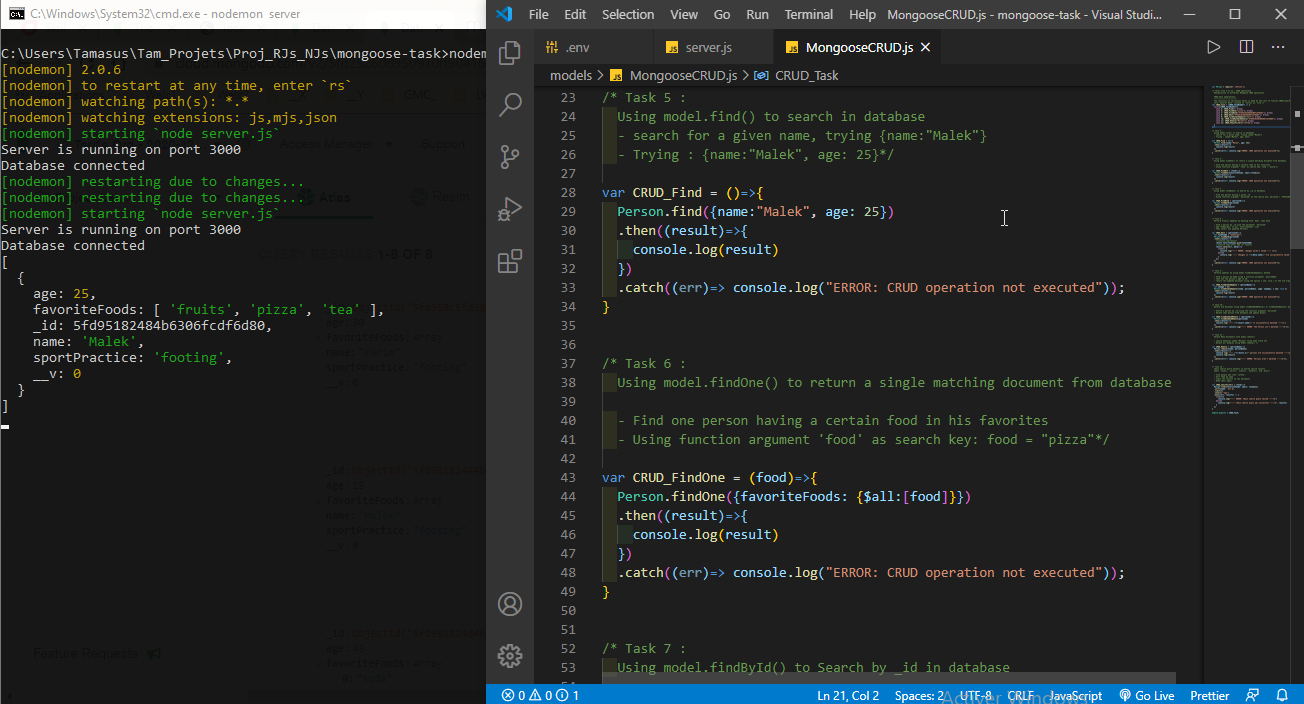 C:\Windows\System32\cmd.exe - nodemon server
C:\Users\Tamasus\Tam_Projets\Proj_RJs_NJs\mongoose-task>nodem
[nodemon] 2.0.6
[nodemon] to restart at any time, enter `rs`
[nodemon] watching path(s): *.*
[nodemon] watching extensions: js,mjs,json
[nodemon] starting `node server.js`
Server is running on port 3000
Database connected
[nodemon] restarting due to changes...
[nodemon] restarting due to changes...
[nodemon] starting `node server.js`
Server is running on port 3000
Database connected
[
  {
    age: 25,
    favoriteFoods: [ 'fruits', 'pizza', 'tea' ],
    _id: 5fd95182484b6306fcdf6d80,
    name: 'Malek',
    sportPractice: 'footing',
    __v: 0
  }
]
Access Manager
Support
Atlas
Realm
1-8 OF 8
Feature Requests
File Edit Selection View Go Run Terminal Help MongooseCRUD.js - mongoose-task - Visual Studi...
.env server.js MongooseCRUD.js
models > MongooseCRUD.js > CRUD_Task
23 /* Task 5 :
24   Using model.find() to search in database
25   - search for a given name, trying {name:"Malek"}
26   - Trying : {name:"Malek", age: 25}*/
27
28 var CRUD_Find = ()=>{
29   Person.find({name:"Malek", age: 25})
30   .then((result)=>{
31     console.log(result)
32   })
33   .catch((err)=> console.log("ERROR: CRUD operation not executed"));
34 }
35
36
37 /* Task 6 :
38   Using model.findOne() to return a single matching document from database
39
40   - Find one person having a certain food in his favorites
41   - Using function argument 'food' as search key: food = "pizza"*/
42
43 var CRUD_FindOne = (food)=>{
44   Person.findOne({favoriteFoods: {$all:[food]}})
45   .then((result)=>{
46     console.log(result)
47   })
48   .catch((err)=> console.log("ERROR: CRUD operation not executed"));
49 }
50
51
52 /* Task 7 :
53   Using model.findById() to Search by _id in database
0 0 1 Ln 21, Col 2 Spaces: 2 UTF-8 CRLF JavaScript Go Live Prettier
Activer Windows